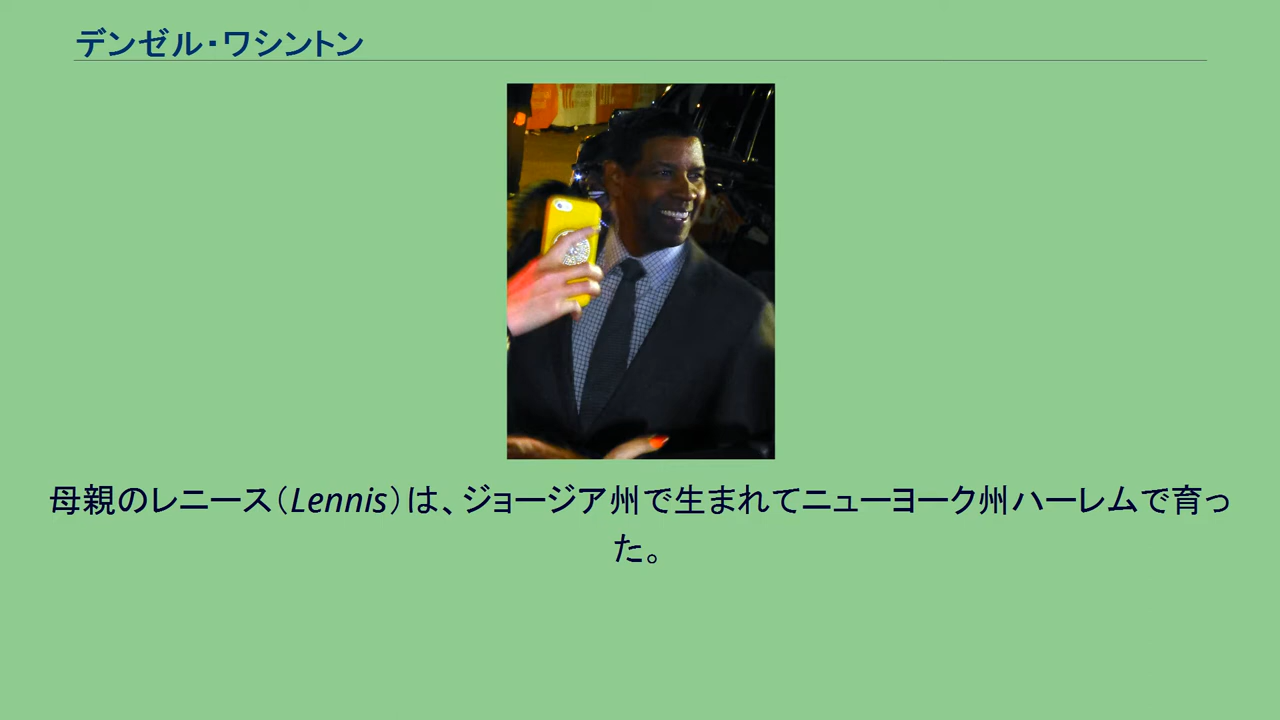 デンゼル・ワシントン
母親のレニース（Lennis）は、ジョージア州で生まれてニューヨーク州ハーレムで育っ
た。